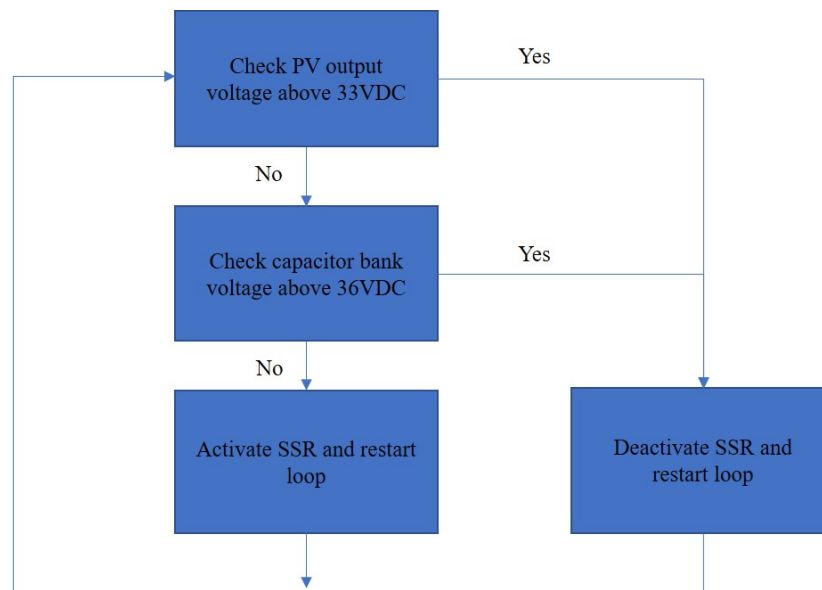 Check PV output
voltage above 33VDC
Yes
No
Check capacitor bank
voltage above 36VDC
Yes
No
Activate SSR and restart
loop
Deactivate SSR and
restart loop